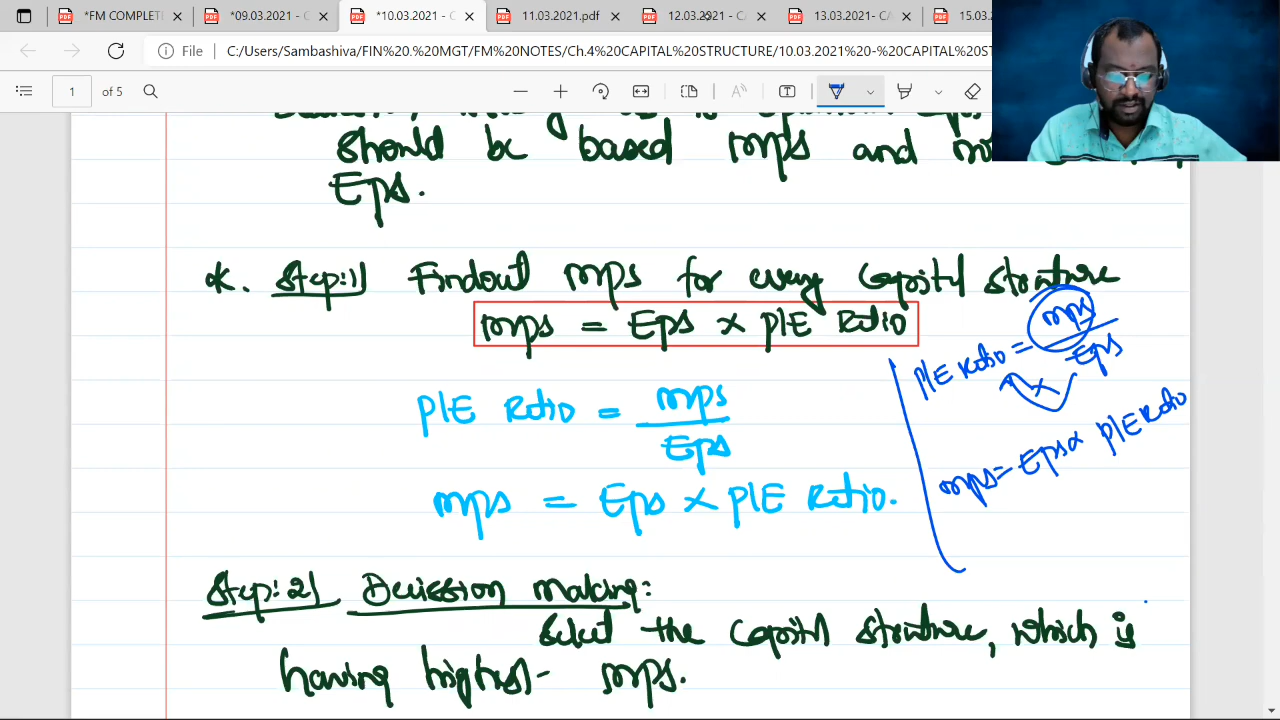 *FM COMPLETI
*09.03.2021 - C
*10.03.2021 - C
11.03.2021.pdf
12.03.2021 - CA
13.03.2021 - CA
15.03
File C:/Users/Sambashiva/FIN%20.%20MGT/FM%20NOTES/Ch.4%20CAPITAL%20STRUCTURE/10.03.2021%20-%20CAPITAL%20ST
1 of 5
should be based mps and
Eps.
*. Step:1) Findout mps for every Capital structure
mps = Eps × P/E Ratio
P/E Ratio = mps
Eps
mps = Eps × P/E Ratio.
P/E Ratio = mps
Eps
×
mps = Eps × P/E Ratio
Step:2) Decission making:
Select the Capital structure, which is
having highest mps.